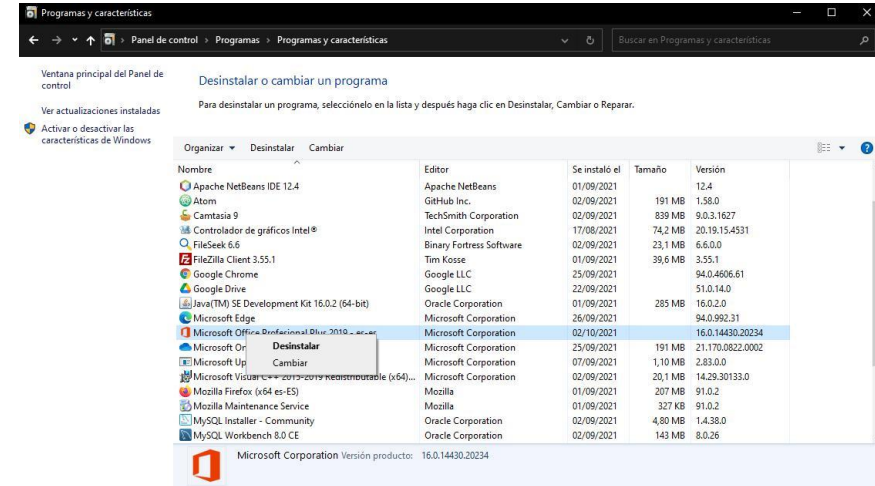 Programas y características
Panel de control > Programas > Programas y características
Buscar en Programas y características
Ventana principal del Panel de
control
Ver actualizaciones instaladas
Activar o desactivar las
características de Windows
Desinstalar o cambiar un programa
Para desinstalar un programa, selecciónelo en la lista y después haga clic en Desinstalar, Cambiar o Reparar.
Organizar Desinstalar Cambiar
Nombre Editor Se instaló el Tamaño Versión
Apache NetBeans IDE 12.4 Apache NetBeans 01/09/2021 12.4
Atom GitHub Inc. 02/09/2021 191 MB 1.58.0
Camtasia 9 TechSmith Corporation 02/09/2021 839 MB 9.0.3.1627
Controlador de gráficos Intel® Intel Corporation 17/08/2021 74,2 MB 20.19.15.4531
FileSeek 6.6 Binary Fortress Software 02/09/2021 23,1 MB 6.6.0.0
FileZilla Client 3.55.1 Tim Kosse 01/09/2021 39,6 MB 3.55.1
Google Chrome Google LLC 25/09/2021 94.0.4606.61
Google Drive Google LLC 22/09/2021 51.0.14.0
Java(TM) SE Development Kit 16.0.2 (64-bit) Oracle Corporation 01/09/2021 285 MB 16.0.2.0
Microsoft Edge Microsoft Corporation 26/09/2021 94.0.992.31
Microsoft Office Profesional Plus 2019 - es-es Microsoft Corporation 02/10/2021 16.0.14430.20234
Microsoft Microsoft Corporation 25/09/2021 191 MB 21.170.0822.0002
Desinstalar
Cambiar
Microsoft Microsoft Corporation 07/09/2021 1,10 MB 2.83.0.0
Microsoft Visual C++ 2015-2019 Redistributable (x64)... Microsoft Corporation 02/09/2021 20,1 MB 14.29.30133.0
Mozilla Firefox (x64 es-ES) Mozilla 01/09/2021 207 MB 91.0.2
Mozilla Maintenance Service Mozilla 01/09/2021 327 KB 91.0.2
MySQL Installer - Community Oracle Corporation 02/09/2021 4,80 MB 1.4.38.0
MySQL Workbench 8.0 CE Oracle Corporation 02/09/2021 143 MB 8.0.26
Microsoft Corporation Versión producto: 16.0.14430.20234